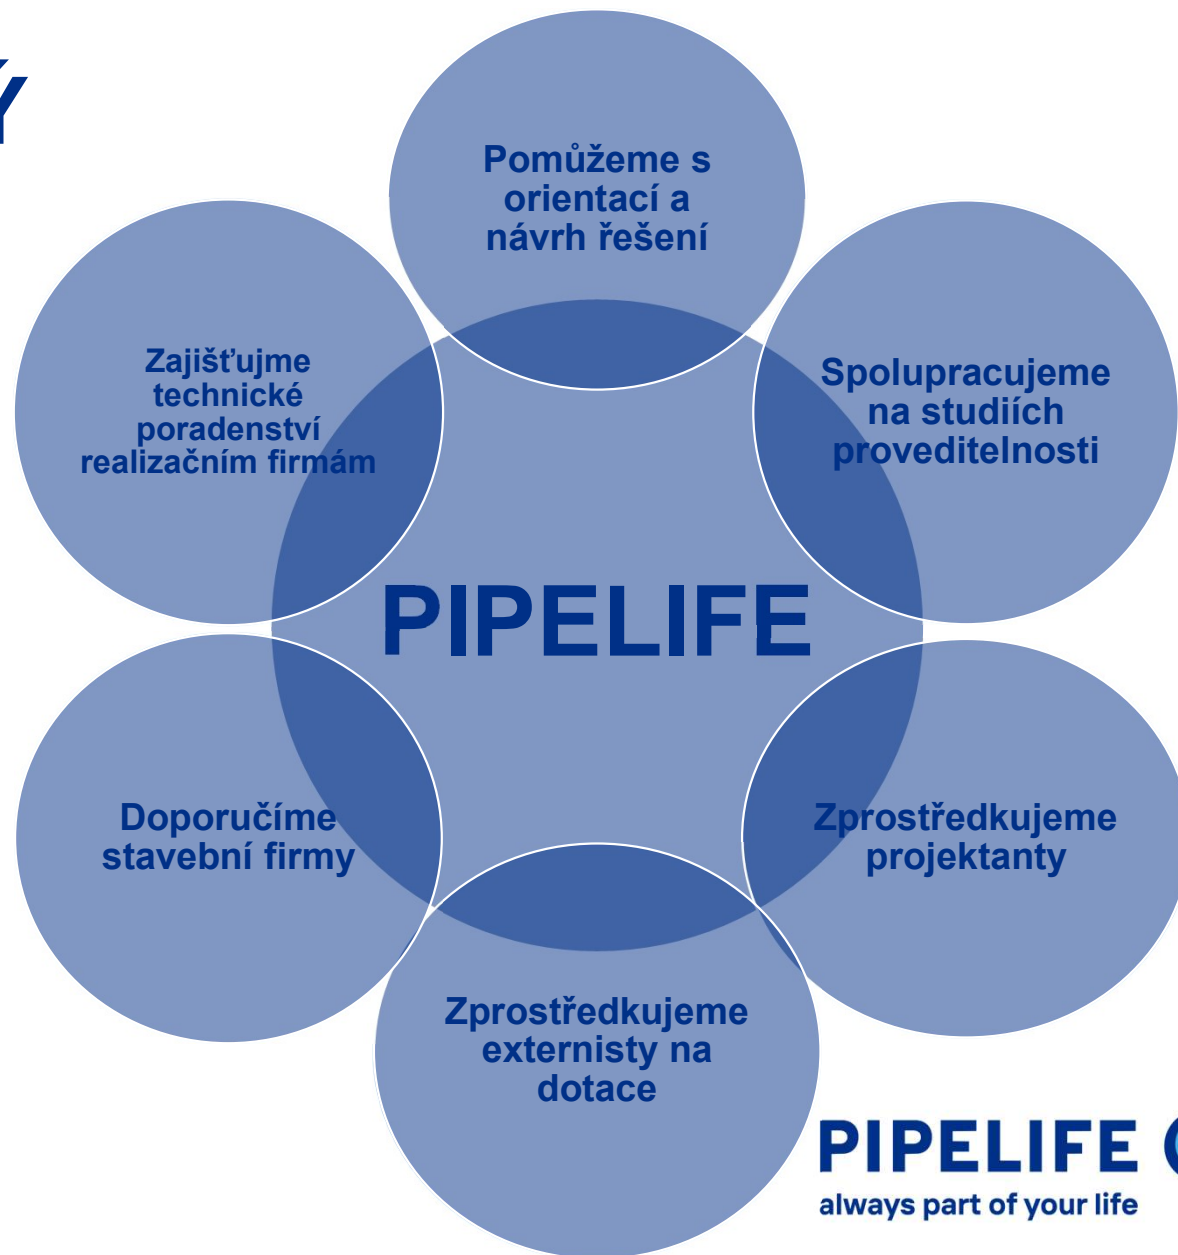 Ý
Pomůžeme s
orientací a
návrh řešení
Spolupracujeme
na studiích
proveditelnosti
Zprostředkujeme
projektanty
Zprostředkujeme
externisty na
dotace
Doporučíme
stavební firmy
Zajišťujme
technické
poradenství
realizačním firmám
PIPELIFE
PIPELIFE
always part of your life